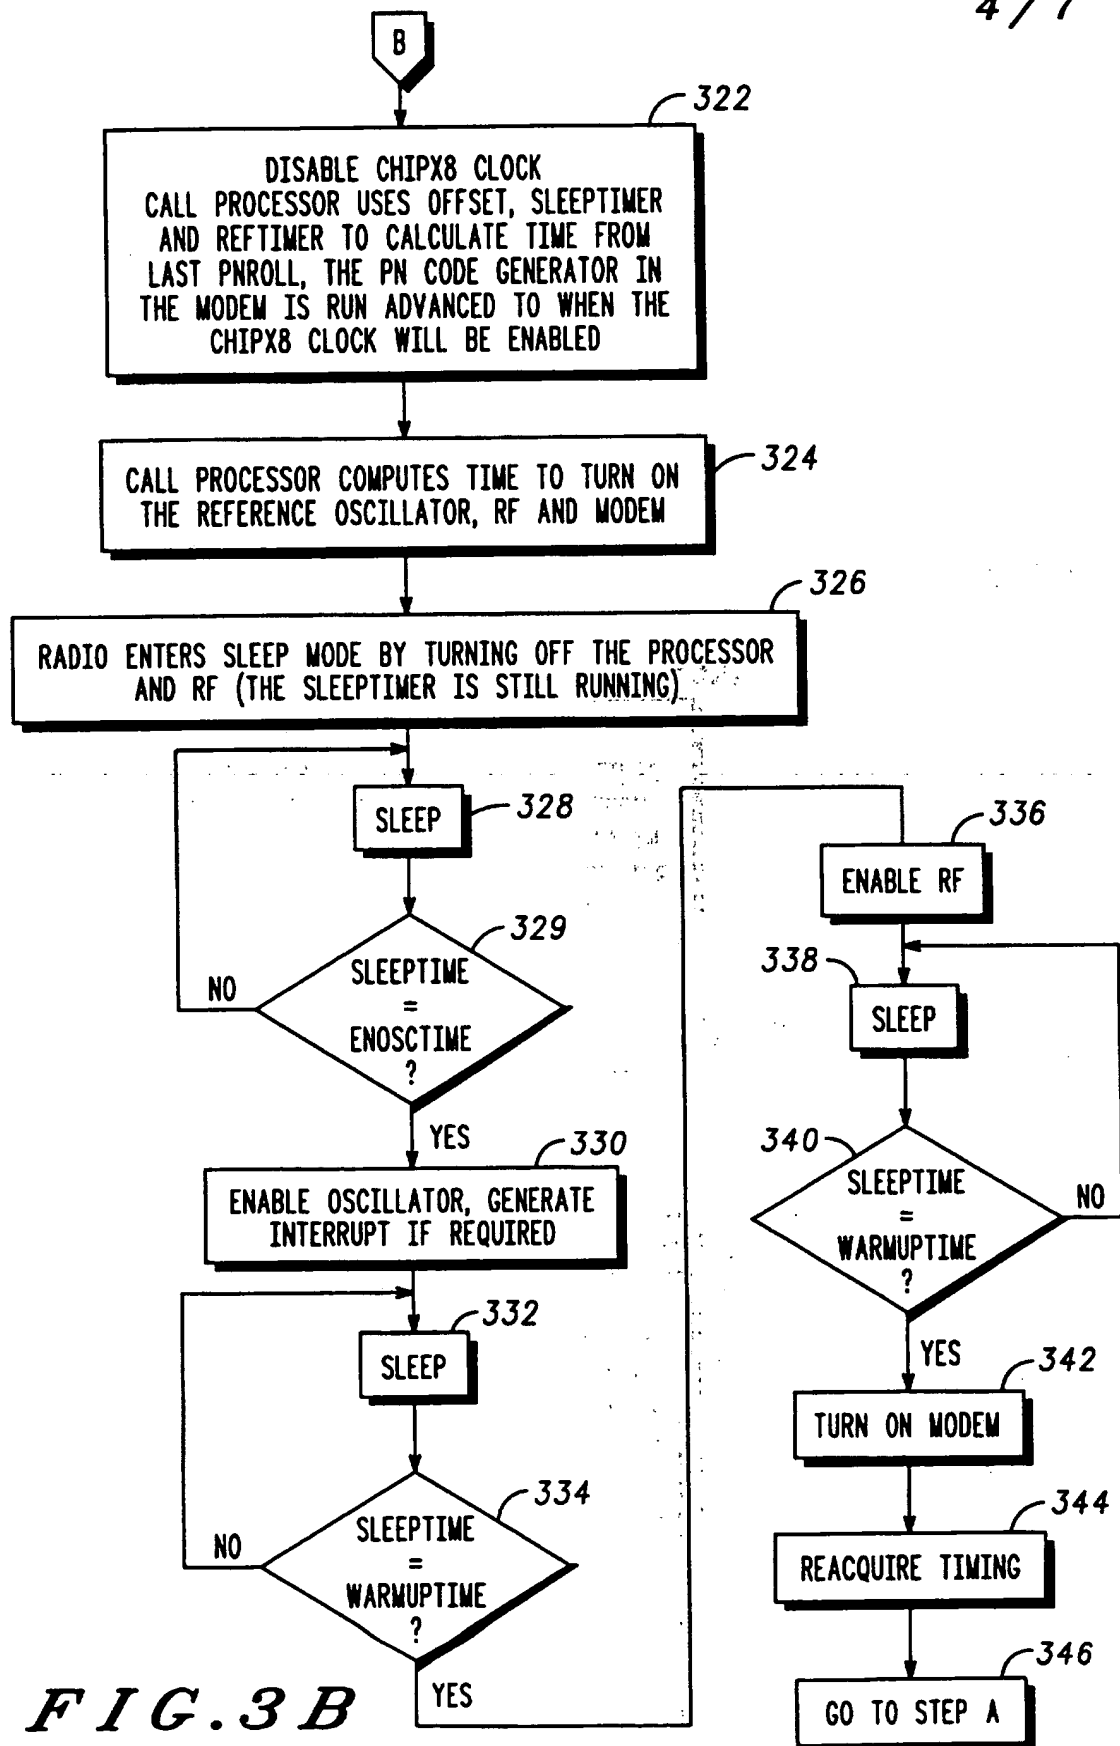 4/7
B
322
DISABLE CHIPX8 CLOCK
CALL PROCESSOR USES OFFSET, SLEEPTIMER
AND REFTIMER TO CALCULATE TIME FROM
LAST PNROLL, THE PN CODE GENERATOR IN
THE MODEM IS RUN ADVANCED TO WHEN THE
CHIPX8 CLOCK WILL BE ENABLED
324
CALL PROCESSOR COMPUTES TIME TO TURN ON
THE REFERENCE OSCILLATOR, RF AND MODEM
326
RADIO ENTERS SLEEP MODE BY TURNING OFF THE PROCESSOR
AND RF (THE SLEEPTIMER IS STILL RUNNING)
SLEEP
328
329
SLEEPTIME
=
ENOSCTIME
?
NO
YES
330
ENABLE OSCILLATOR, GENERATE
INTERRUPT IF REQUIRED
332
SLEEP
334
SLEEPTIME
=
WARMUPTIME
?
NO
YES
336
ENABLE RF
338
SLEEP
340
SLEEPTIME
=
WARMUPTIME
?
NO
YES
342
TURN ON MODEM
344
REACQUIRE TIMING
346
GO TO STEP A
FIG.3B